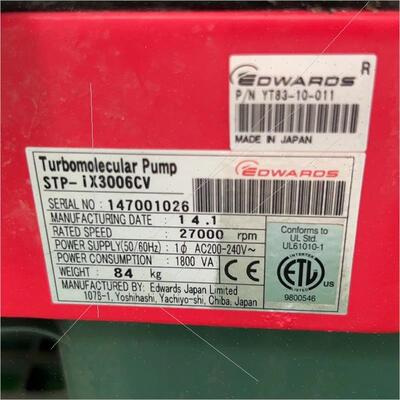 EDWARDS R
P/N YT83-10-011
MADE IN JAPAN
Turbomolecular Pump
EDWARDS
STP-iX3006CV
SERIAL NO : 147001026
MANUFACTURING DATE : 14.1
RATED SPEED : 27000 rpm
POWER SUPPLY(50/60Hz) : 1ϕ AC200-240V~
POWER CONSUMPTION : 1800 VA
WEIGHT : 84 kg
MANUFACTURED BY: Edwards Japan Limited
1078-1, Yoshihashi, Yachiyo-shi, Chiba, Japan
CE
Conforms to
UL Std.
UL61010-1
INTERTEK
ETL
LISTED
9800546